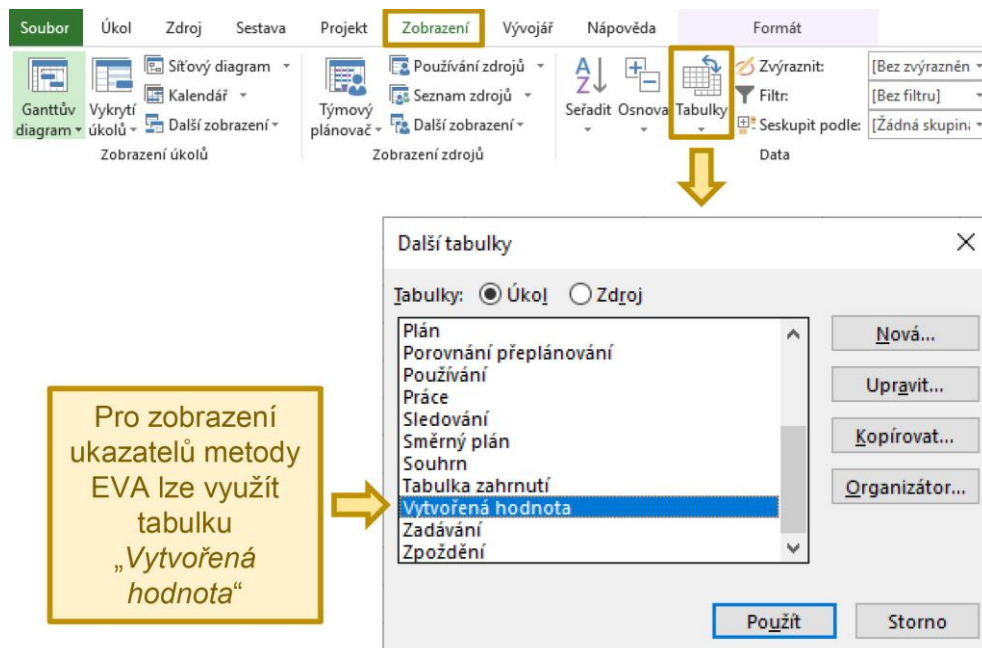 Soubor Úkol Zdroj Sestava Projekt Zobrazení Vývojář Nápověda Formát
Ganttův diagram
Vykrytí úkolů
Síťový diagram
Kalendář
Další zobrazení
Zobrazení úkolů
Týmový plánovač
Používání zdrojů
Seznam zdrojů
Další zobrazení
Zobrazení zdrojů
Seřadit
Osnova
Tabulky
Zvýraznit: [Bez zvýrazněn
Filtr: [Bez filtru]
Seskupit podle: [Žádná skupin
Data
Další tabulky
Tabulky: Úkol Zdroj
Plán
Porovnání přeplánování
Používání
Práce
Sledování
Směrný plán
Souhrn
Tabulka zahrnutí
Vytvořená hodnota
Zadávání
Zpoždění
Nová...
Upravit...
Kopírovat...
Organizátor...
Použít Storno
Pro zobrazení
ukazatelů metody
EVA lze využít
tabulku
„Vytvořená
hodnota“